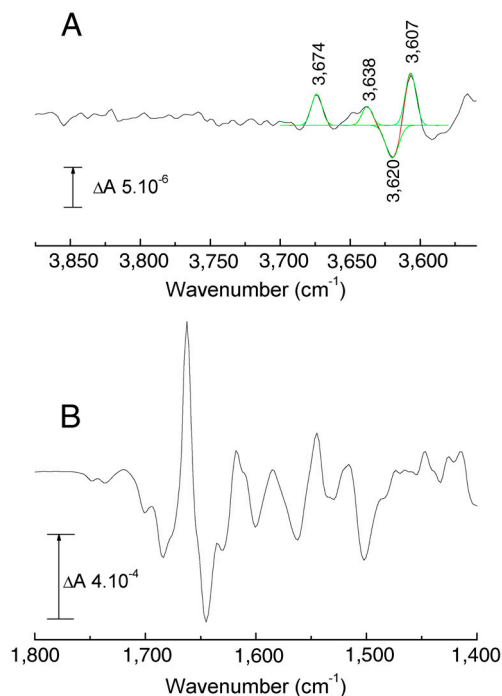 A
3,674
3,638
3,607
3,620
ΔA 5.10-6
3,850 3,800 3,750 3,700 3,650 3,600
Wavenumber (cm-1)
B
ΔA 4.10-4
1,800 1,700 1,600 1,500 1,400
Wavenumber (cm-1)